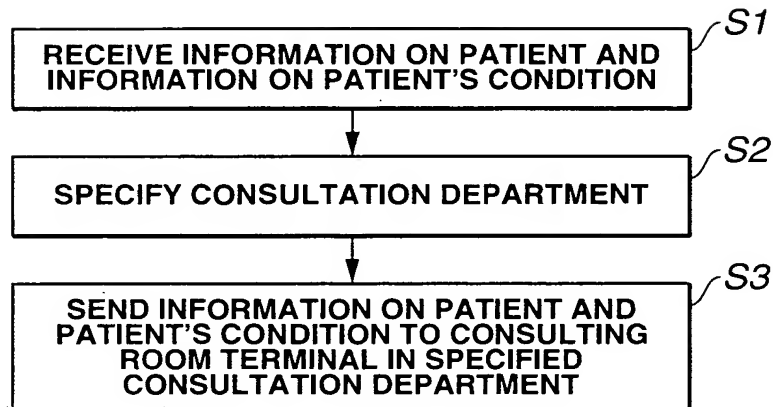 S1
RECEIVE INFORMATION ON PATIENT AND
INFORMATION ON PATIENT'S CONDITION
S2
SPECIFY CONSULTATION DEPARTMENT
S3
SEND INFORMATION ON PATIENT AND
PATIENT'S CONDITION TO CONSULTING
ROOM TERMINAL IN SPECIFIED
CONSULTATION DEPARTMENT